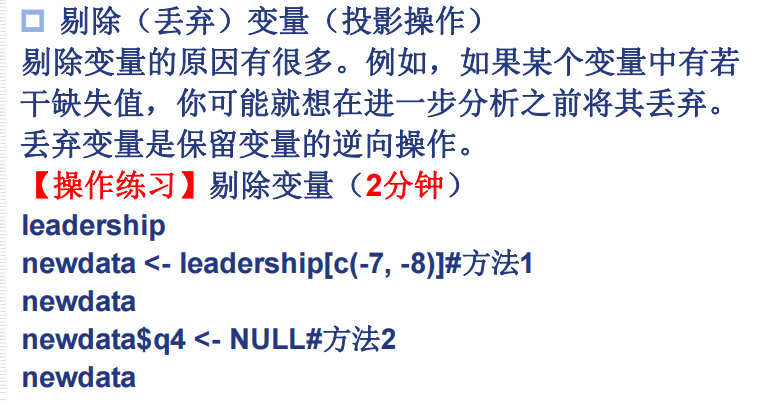 剔除（丢弃）变量（投影操作）
剔除变量的原因有很多。例如，如果某个变量中有若
干缺失值，你可能就想在进一步分析之前将其丢弃。
丢弃变量是保留变量的逆向操作。
【操作练习】剔除变量（2分钟）
leadership
newdata <- leadership[c(-7, -8)]#方法1
newdata
newdata$q4 <- NULL#方法2
newdata